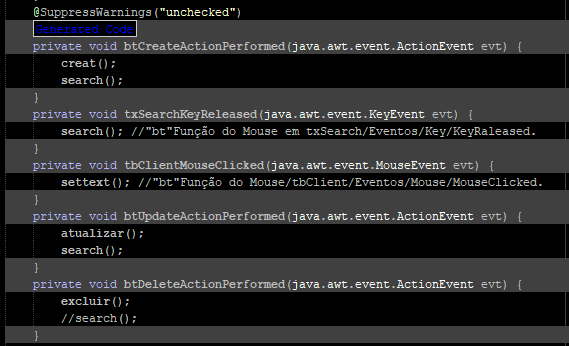 @SuppressWarnings("unchecked")
Generated Code
private void btCreateActionPerformed(java.awt.event.ActionEvent evt) {
creat();
search();
}
private void txSearchKeyReleased(java.awt.event.KeyEvent evt) {
search(); //"bt"Função do Mouse em txSearch/Eventos/Key/KeyRaleased.
}
private void tbClientMouseClicked(java.awt.event.MouseEvent evt) {
settext(); //"bt"Função do Mouse/tbClient/Eventos/Mouse/MouseClicked.
}
private void btUpdateActionPerformed(java.awt.event.ActionEvent evt) {
atualizar();
search();
}
private void btDeleteActionPerformed(java.awt.event.ActionEvent evt) {
excluir();
//search();
}